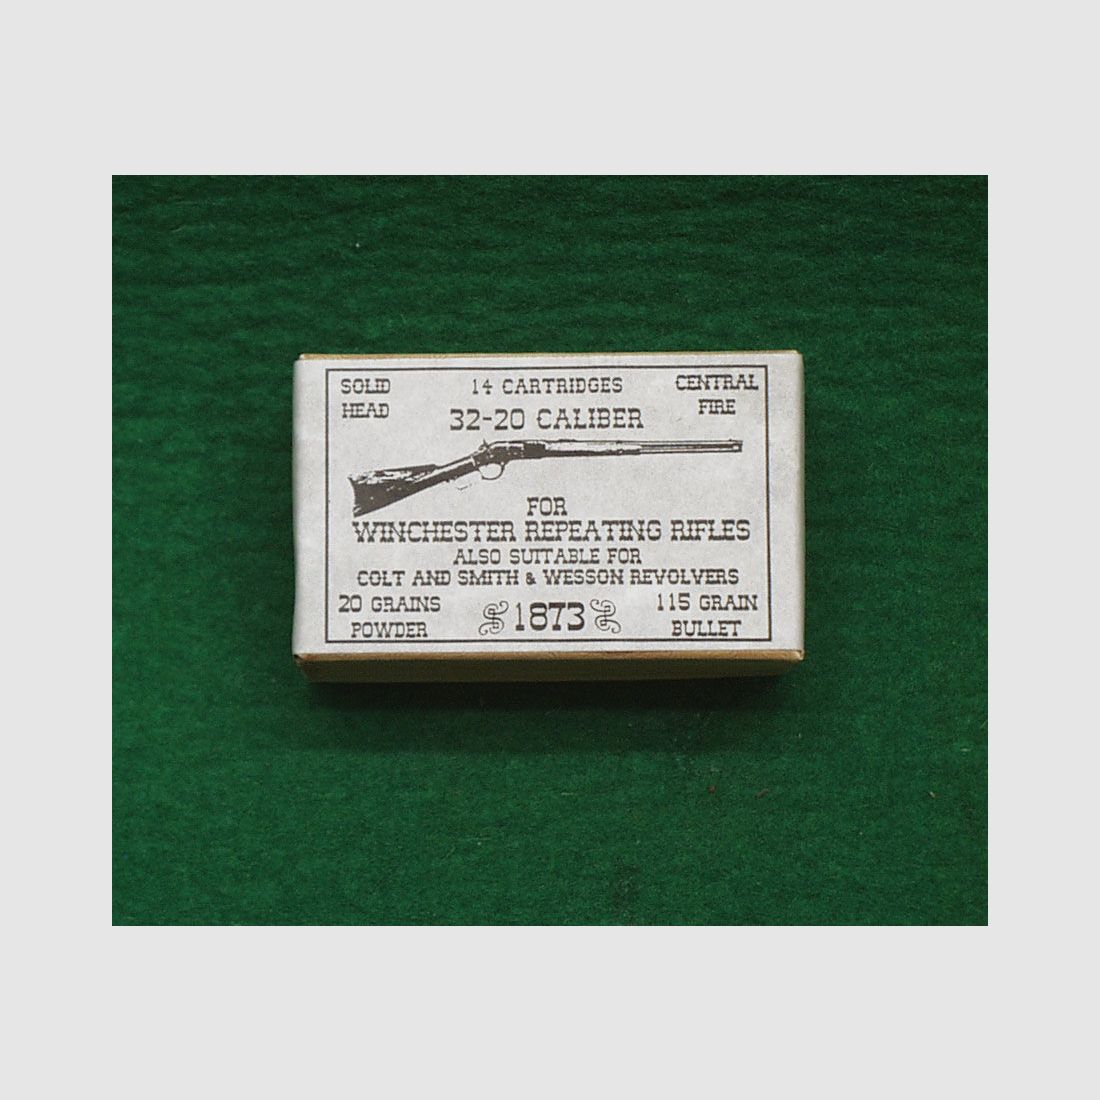 SOLID HEAD
14 CARTRIDGES
CENTRAL FIRE
32-20 CALIBER
FOR
WINCHESTER REPEATING RIFLES
ALSO SUITABLE FOR
COLT AND SMITH & WESSON REVOLVERS
20 GRAINS POWDER
1873
115 GRAIN BULLET